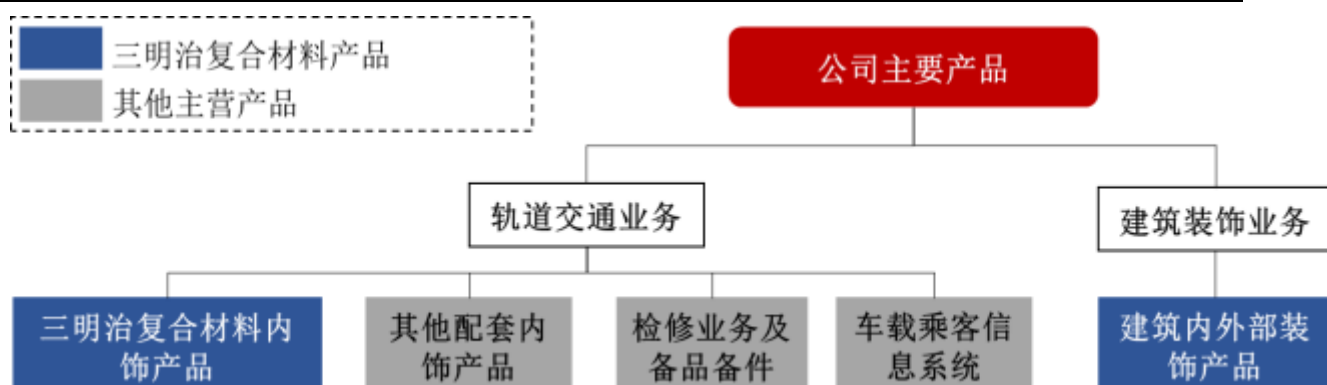 三明治复合材料产品
其他主营产品
公司主要产品
轨道交通业务
建筑装饰业务
三明治复合材料内
饰产品
其他配套内
饰产品
检修业务及
备品备件
车载乘客信
息系统
建筑内外部装
饰产品